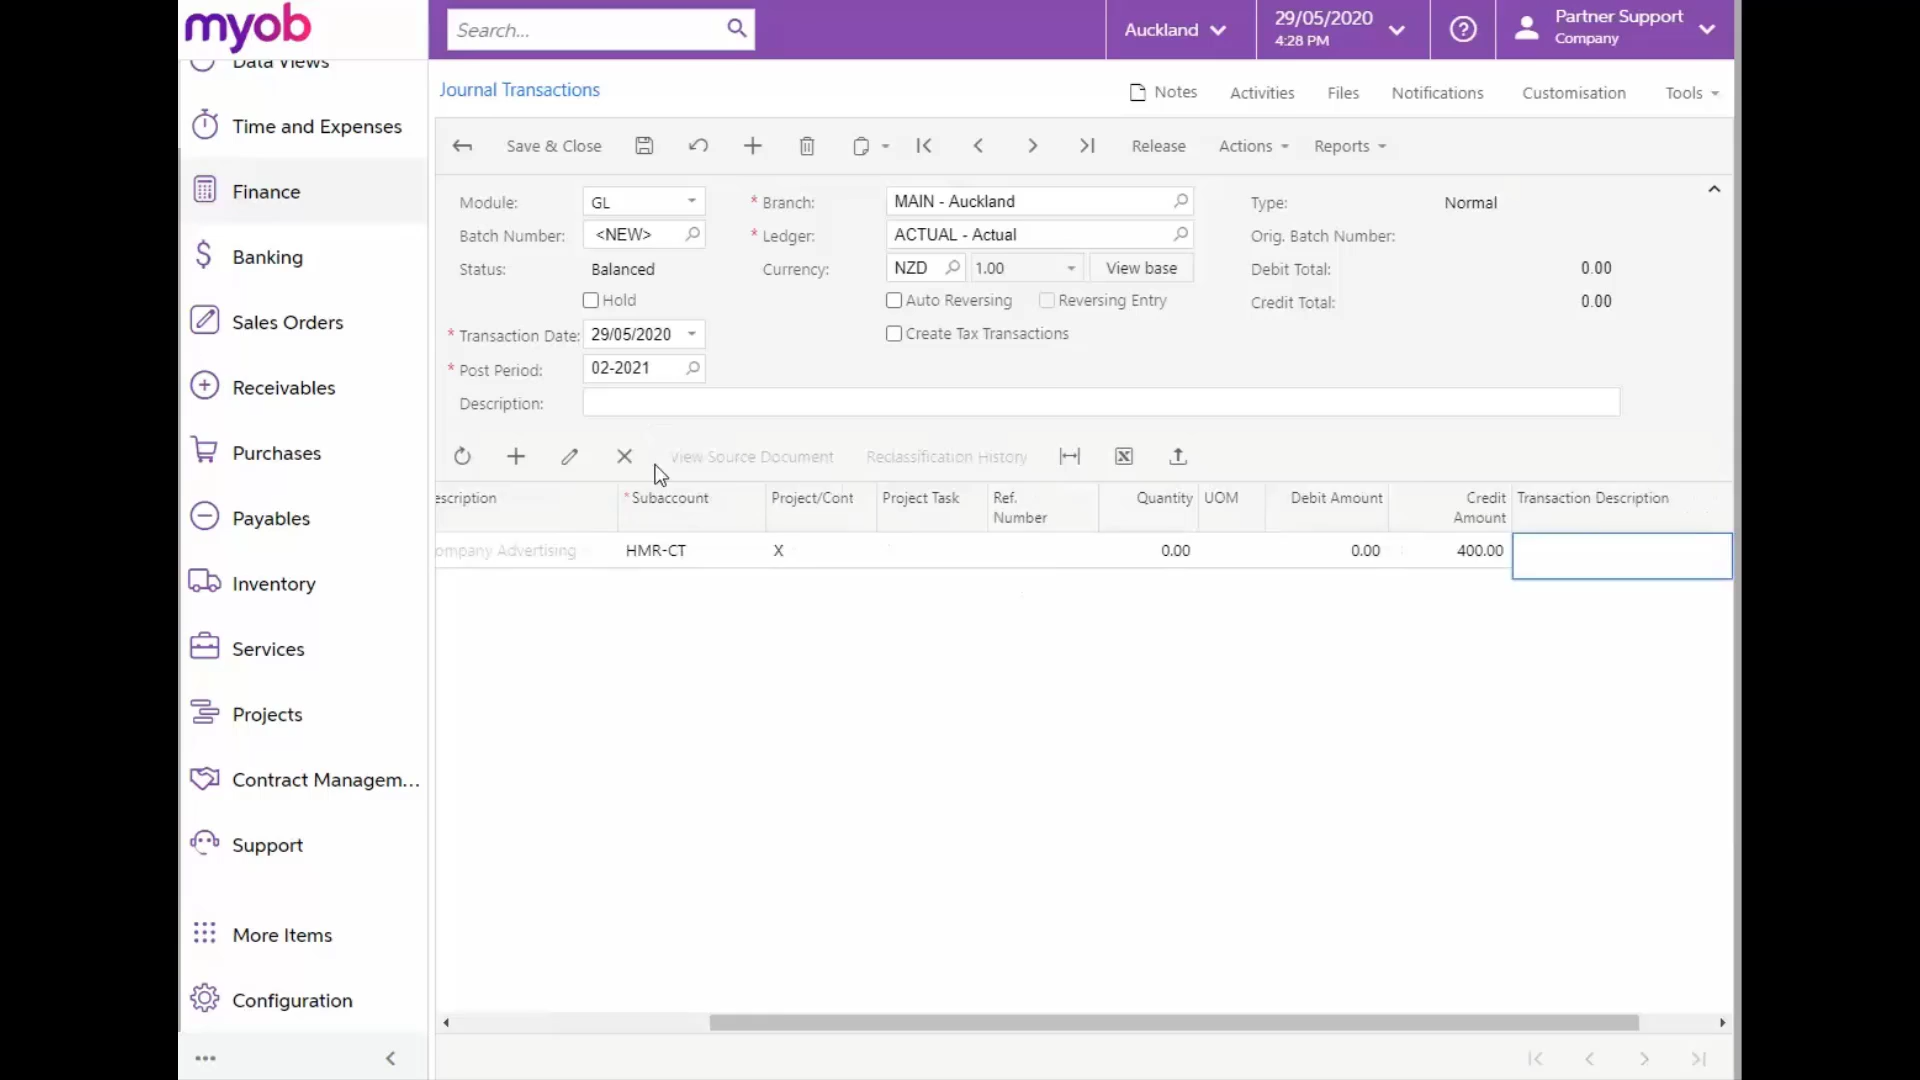 myob
Search...
Auckland
29/05/2020
4:28 PM
Partner Support
Company
Data Views
Time and Expenses
Finance
Banking
Sales Orders
Receivables
Purchases
Payables
Inventory
Services
Projects
Contract Managem...
Support
More Items
Configuration
Journal Transactions
Notes Activities Files Notifications Customisation Tools
Save & Close Release Actions Reports
Module: GL * Branch: MAIN - Auckland Type: Normal
Batch Number: <NEW> * Ledger: ACTUAL - Actual Orig. Batch Number:
Status: Balanced Currency: NZD 1.00 View base Debit Total: 0.00
Hold Auto Reversing Reversing Entry Credit Total: 0.00
* Transaction Date: 29/05/2020 Create Tax Transactions
* Post Period: 02-2021
Description:
View Source Document Reclassification History
escription * Subaccount Project/Cont Project Task Ref. Number Quantity UOM Debit Amount Credit Amount Transaction Description
ompany Advertising HMR-CT X 0.00 0.00 400.00